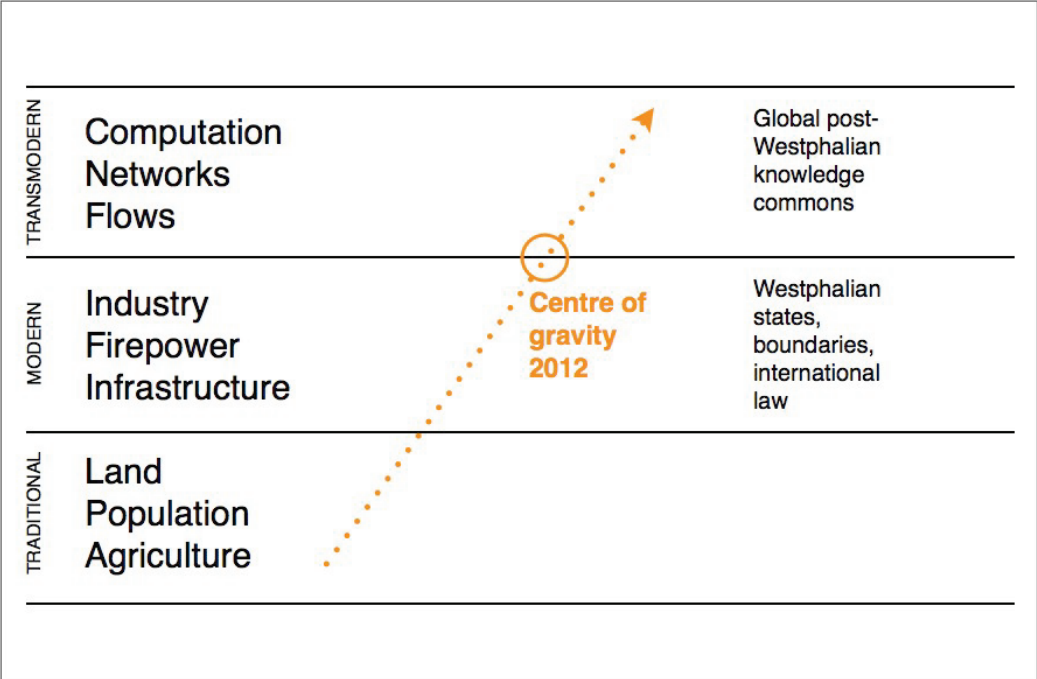 TRANSMODERN
Computation
Networks
Flows
Global post-
Westphalian
knowledge
commons
MODERN
Industry
Firepower
Infrastructure
Centre of
gravity
2012
Westphalian
states,
boundaries,
international
law
TRADITIONAL
Land
Population
Agriculture